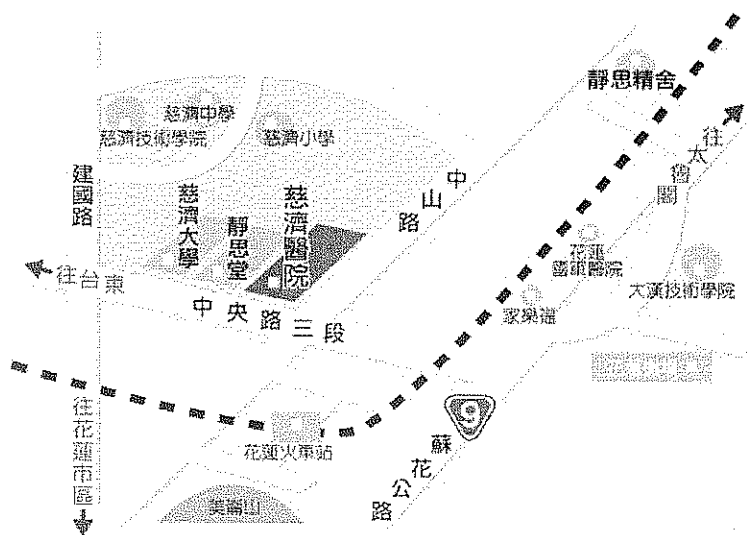 靜思精舍
往太魯閣
慈濟中學
慈濟技術學院
慈濟小學
建國路
慈濟大學
靜思堂
慈濟醫院
中山路
花蓮
國軍醫院
大漢技術學院
往台東
家樂福
中央路三段
9
蘇花公路
往花蓮市區
花蓮火車站
美崙山